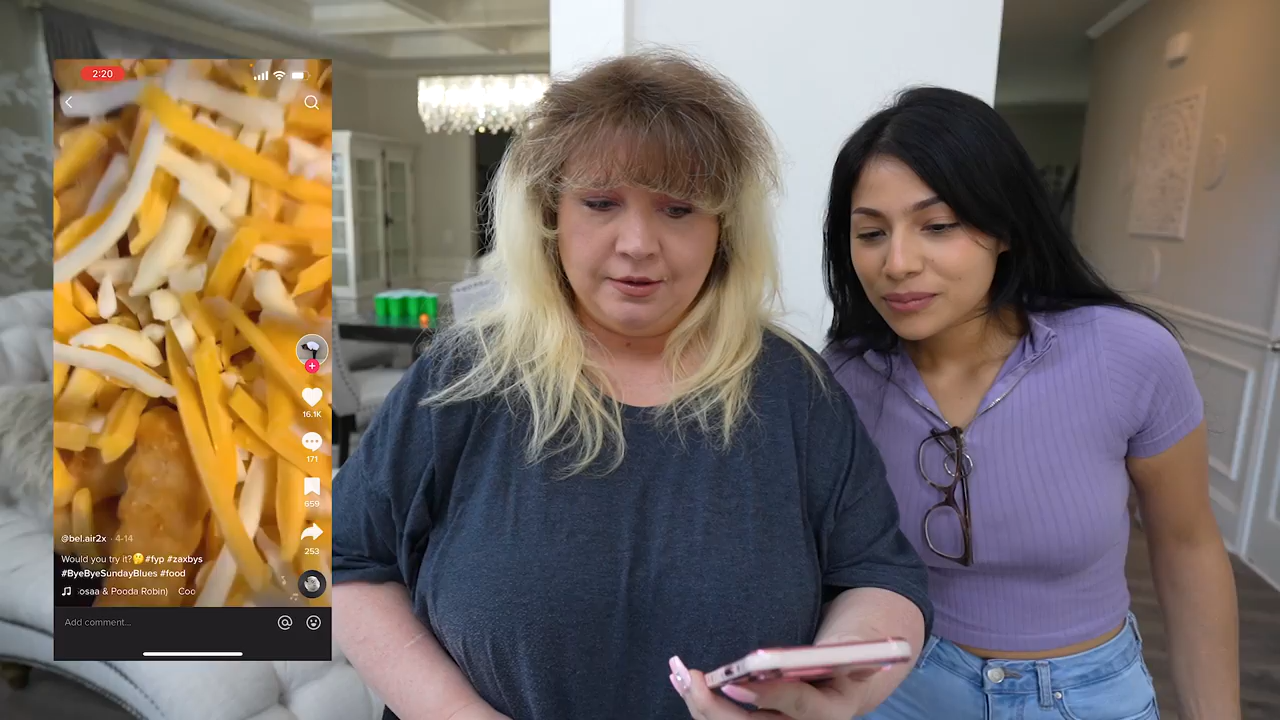 2:20
16.1K
171
659
253
@bel.air2x · 4-14
Would you try it?🤔 #fyp #zaxbys
#ByeByeSundayBlues #food
osaa & Pooda Robin) Coo
Add comment...